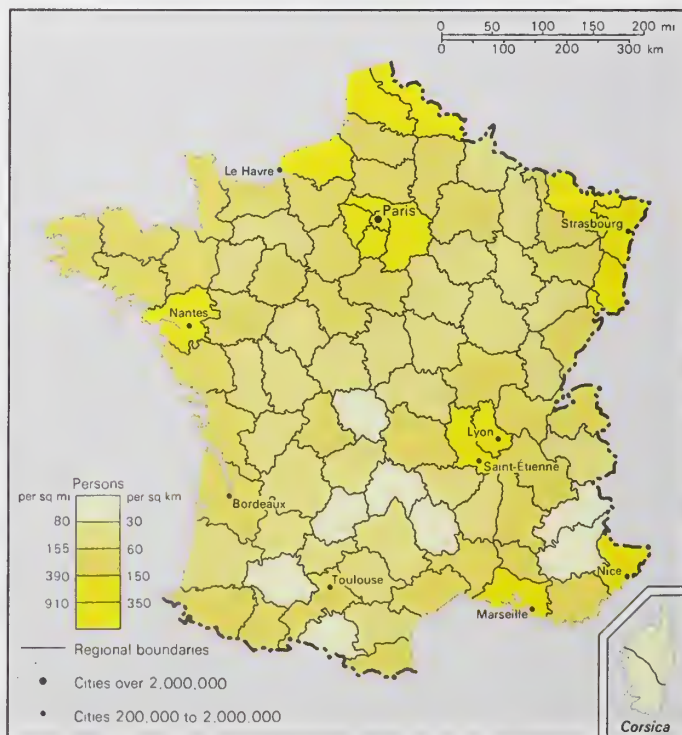 0 50 100 150 200 mi
0 100 200 300 km
Le Havre
Paris
Strasbourg
Nantes
Lyon
Saint-Étienne
Bordeaux
Toulouse
Nice
Marseille
Persons
per sq mi per sq km
80 30
155 60
390 150
910 350
Regional boundaries
Cities over 2,000,000
Cities 200,000 to 2,000,000
Corsica